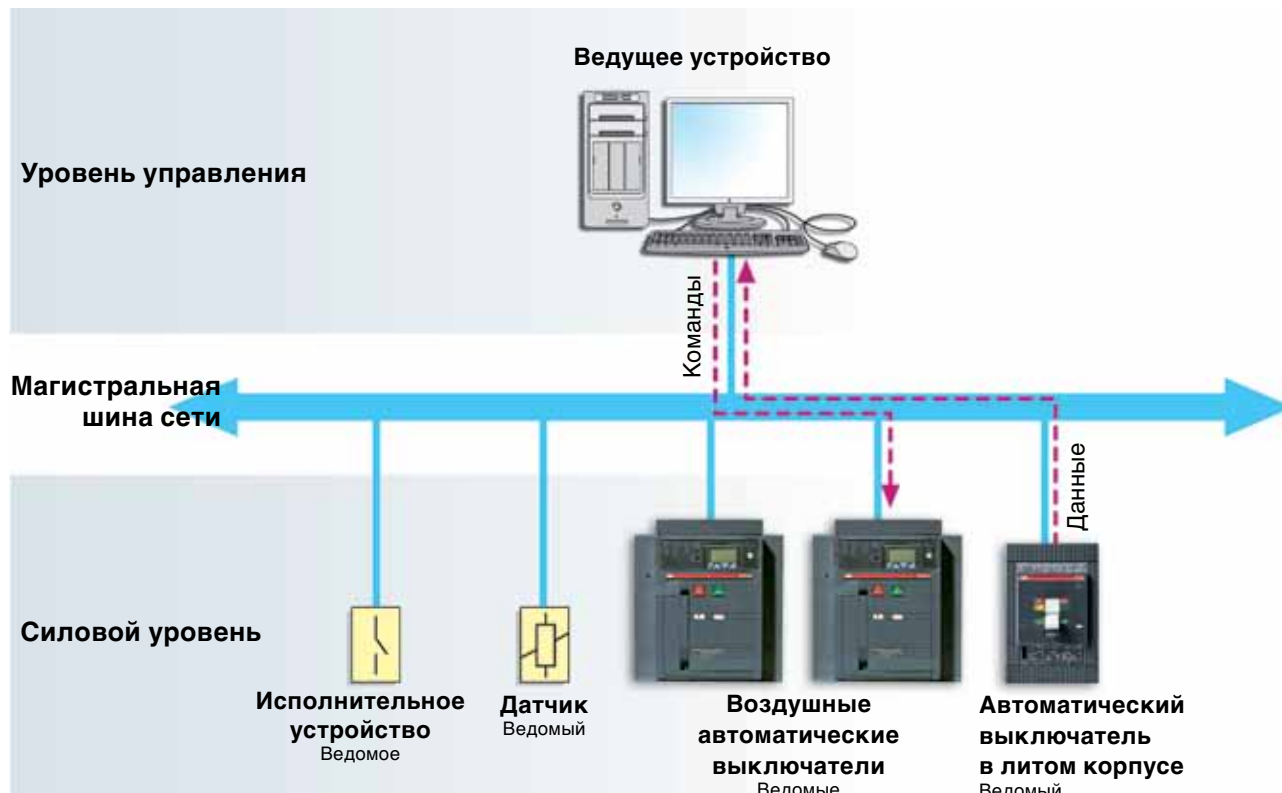 Ведущее устройство
Уровень управления
Команды
Магистральная
шина сети
Данные
Силовой уровень
Исполнительное
устройство
Ведомое
Датчик
Ведомый
Воздушные
автоматические
выключатели
Ведомые
Автоматический
выключатель
в литом корпусе
Ведомый